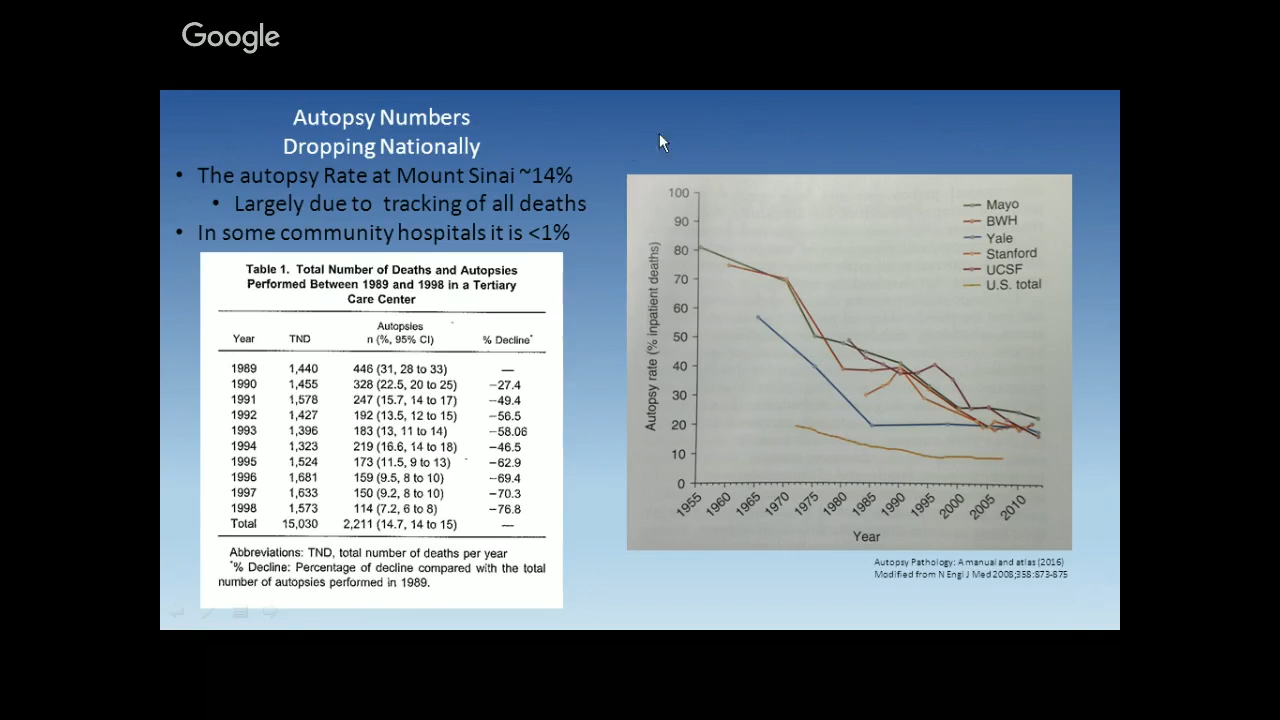 Google
Autopsy Numbers
Dropping Nationally
• The autopsy Rate at Mount Sinai ~14%
• Largely due to tracking of all deaths
• In some community hospitals it is <1%
Table 1. Total Number of Deaths and Autopsies
Performed Between 1989 and 1998 in a Tertiary
Care Center
Autopsies
Year TND n (%, 95% CI) % Decline*
1989 1,440 446 (31, 28 to 33) —
1990 1,455 328 (22.5, 20 to 25) −27.4
1991 1,578 247 (15.7, 14 to 17) −49.4
1992 1,427 192 (13.5, 12 to 15) −56.5
1993 1,396 183 (13, 11 to 14) −58.06
1994 1,323 219 (16.6, 14 to 18) −46.5
1995 1,524 173 (11.5, 9 to 13) −62.9
1996 1,681 159 (9.5, 8 to 10) −69.4
1997 1,633 150 (9.2, 8 to 10) −70.3
1998 1,573 114 (7.2, 6 to 8) −76.8
Total 15,030 2,211 (14.7, 14 to 15) —
Abbreviations: TND, total number of deaths per year
*% Decline: Percentage of decline compared with the total
number of autopsies performed in 1989.
Autopsy rate (% inpatient deaths)
100
90
80
70
60
50
40
30
20
10
0
Mayo
BWH
Yale
Stanford
UCSF
U.S. total
1955 1960 1965 1970 1975 1980 1985 1990 1995 2000 2005 2010
Year
Autopsy Pathology: A manual and atlas (2016)
Modified from N Engl J Med 2008;358:873-875